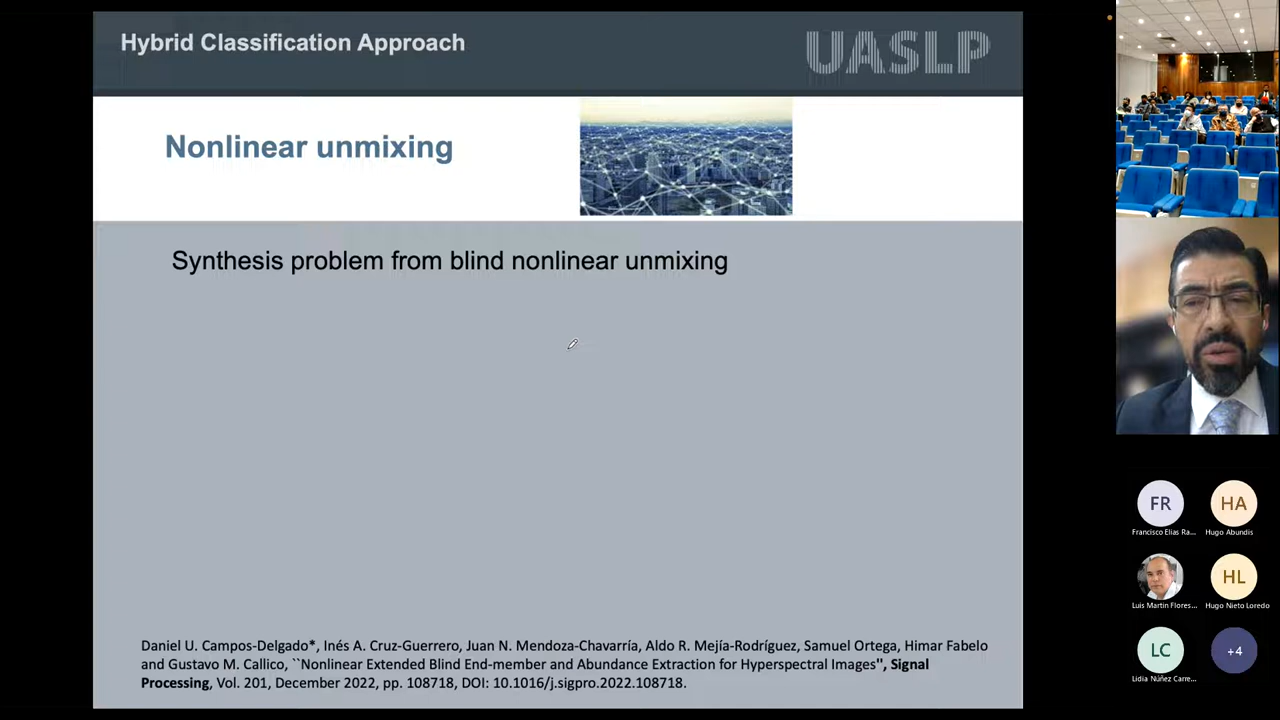 Hybrid Classification Approach
UASLP
Nonlinear unmixing
Synthesis problem from blind nonlinear unmixing
Daniel U. Campos-Delgado*, Inés A. Cruz-Guerrero, Juan N. Mendoza-Chavarría, Aldo R. Mejía-Rodríguez, Samuel Ortega, Himar Fabelo
and Gustavo M. Callico, ``Nonlinear Extended Blind End-member and Abundance Extraction for Hyperspectral Images", Signal
Processing, Vol. 201, December 2022, pp. 108718, DOI: 10.1016/j.sigpro.2022.108718.
FR
HA
Francisco Elias Ra...
Hugo Abundis
HL
Luis Martin Flores...
Hugo Nieto Loredo
LC
+4
Lidia Núñez Carre...